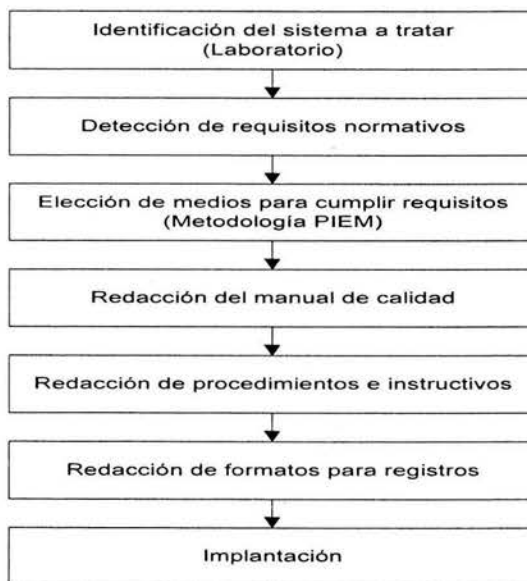 Identificación del sistema a tratar
(Laboratorio)
Detección de requisitos normativos
Elección de medios para cumplir requisitos
(Metodología PIEM)
Redacción del manual de calidad
Redacción de procedimientos e instructivos
Redacción de formatos para registros
Implantación